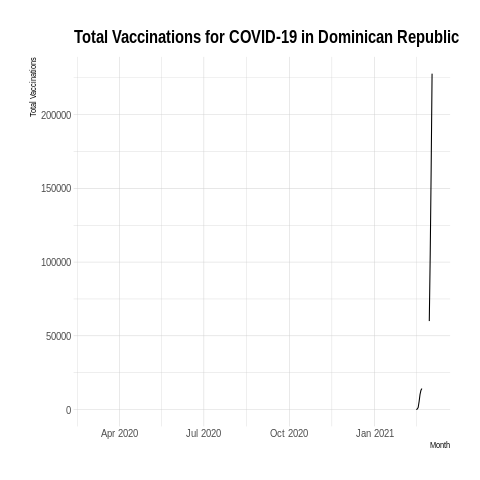 Total Vaccinations for COVID-19 in Dominican Republic
Total Vaccinations
200000
150000
100000
50000
0
Apr 2020 Jul 2020 Oct 2020 Jan 2021
Month